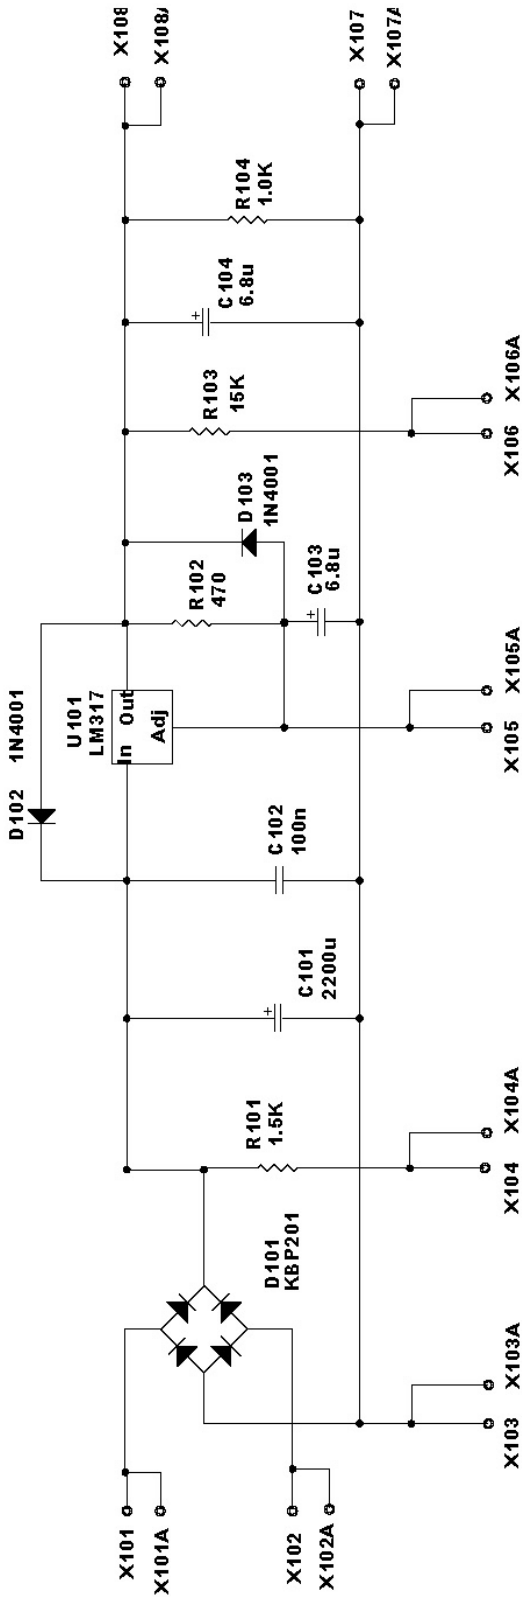 X108
X108A
X107
X107A
R104
1.0K
C104
6.8u
R103
15K
X106A
X106
D103
1N4001
R102
470
C103
6.8u
D102 1N4001
U101
LM317
In Out
Adj
X105A
X105
C102
100n
C101
2200u
R101
1.5K
X104A
X104
D101
KBP201
X103A
X103
X101
X101A
X102
X102A